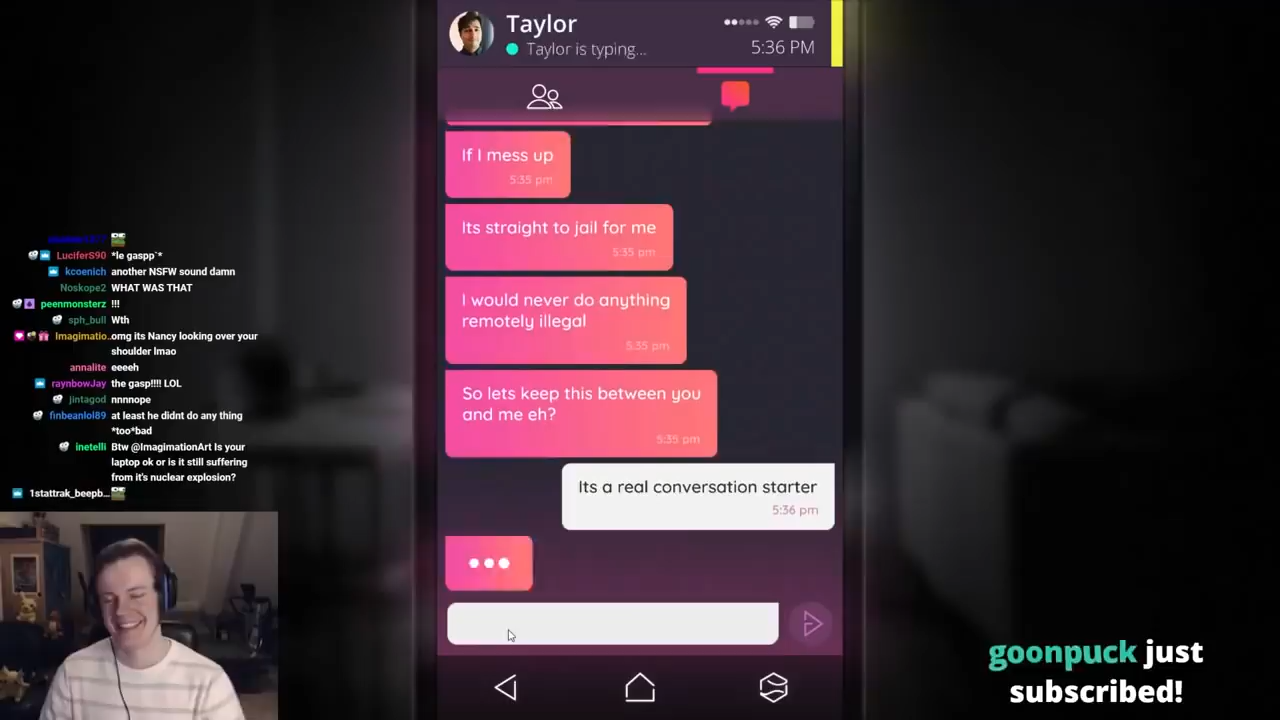 Taylor
Taylor is typing...
5:36 PM
If I mess up
5:35 pm
Its straight to jail for me
5:35 pm
I would never do anything
remotely illegal
5:35 pm
So lets keep this between you
and me eh?
5:35 pm
Its a real conversation starter
5:36 pm
LuciferS90 *le gaspp`*
kcoenich another NSFW sound damn
Noskope2 WHAT WAS THAT
peenmonsterz !!!
sph_bull Wth
Imaginatio.. omg its Nancy looking over your
shoulder lmao
annalite eeeeh
raynbowJay the gasp!!!! LOL
jintagod nnnnope
finbeanlol89 at least he didnt do any thing
*too*bad
inetelli Btw @ImaginationArt Is your
laptop ok or is it still suffering
from it's nuclear explosion?
1stattrak_beepb...
goonpuck just
subscribed!